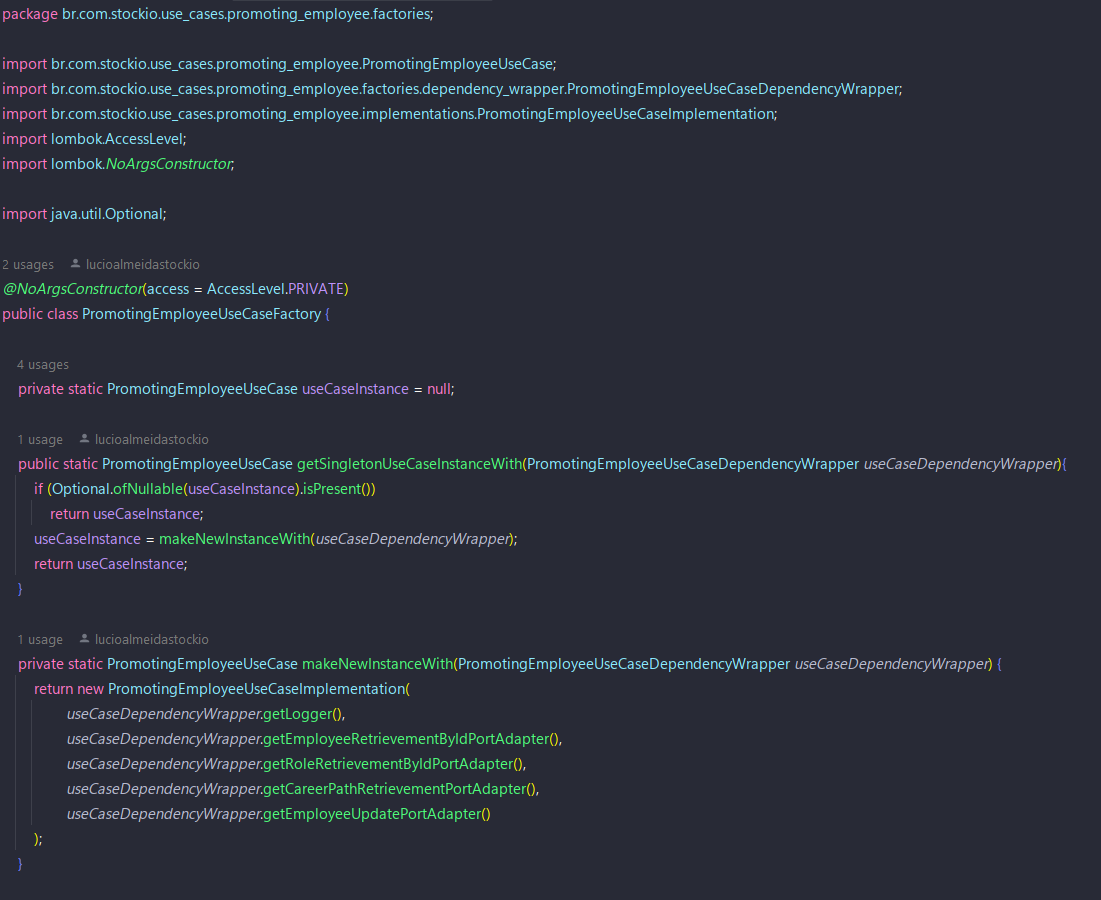 package br.com.stockio.use_cases.promoting_employee.factories;
import br.com.stockio.use_cases.promoting_employee.PromotingEmployeeUseCase;
import br.com.stockio.use_cases.promoting_employee.factories.dependency_wrapper.PromotingEmployeeUseCaseDependencyWrapper;
import br.com.stockio.use_cases.promoting_employee.implementations.PromotingEmployeeUseCaseImplementation;
import lombok.AccessLevel;
import lombok.NoArgsConstructor;
import java.util.Optional;
2 usages lucioalmeidastockio
@NoArgsConstructor(access = AccessLevel.PRIVATE)
public class PromotingEmployeeUseCaseFactory {
4 usages
private static PromotingEmployeeUseCase useCaseInstance = null;
1 usage lucioalmeidastockio
public static PromotingEmployeeUseCase getSingletonUseCaseInstanceWith(PromotingEmployeeUseCaseDependencyWrapper useCaseDependencyWrapper){
if (Optional.ofNullable(useCaseInstance).isPresent())
return useCaseInstance;
useCaseInstance = makeNewInstanceWith(useCaseDependencyWrapper);
return useCaseInstance;
}
1 usage lucioalmeidastockio
private static PromotingEmployeeUseCase makeNewInstanceWith(PromotingEmployeeUseCaseDependencyWrapper useCaseDependencyWrapper) {
return new PromotingEmployeeUseCaseImplementation(
useCaseDependencyWrapper.getLogger(),
useCaseDependencyWrapper.getEmployeeRetrievementByIdPortAdapter(),
useCaseDependencyWrapper.getRoleRetrievementByIdPortAdapter(),
useCaseDependencyWrapper.getCareerPathRetrievementPortAdapter(),
useCaseDependencyWrapper.getEmployeeUpdatePortAdapter()
);
}